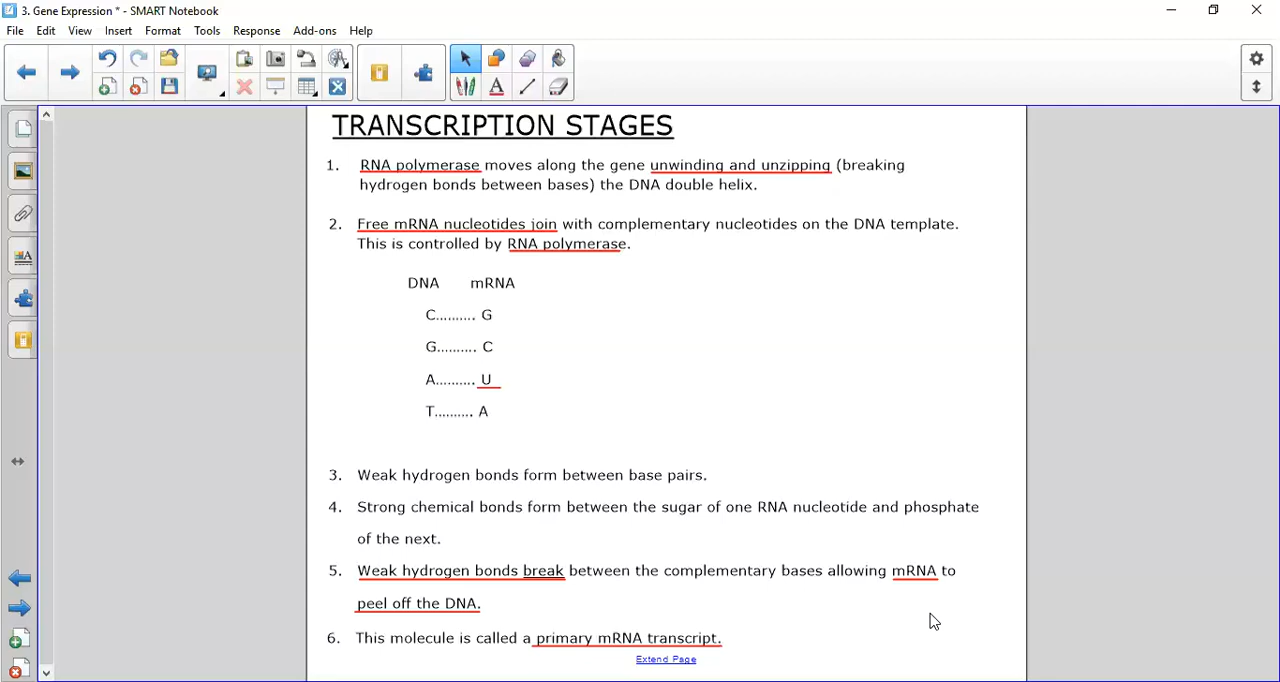 3. Gene Expression * - SMART Notebook
File Edit View Insert Format Tools Response Add-ons Help
TRANSCRIPTION STAGES
1. RNA polymerase moves along the gene unwinding and unzipping (breaking
hydrogen bonds between bases) the DNA double helix.
2. Free mRNA nucleotides join with complementary nucleotides on the DNA template.
This is controlled by RNA polymerase.
DNA mRNA
C.......... G
G.......... C
A.......... U
T.......... A
3. Weak hydrogen bonds form between base pairs.
4. Strong chemical bonds form between the sugar of one RNA nucleotide and phosphate
of the next.
5. Weak hydrogen bonds break between the complementary bases allowing mRNA to
peel off the DNA.
6. This molecule is called a primary mRNA transcript.
Extend Page